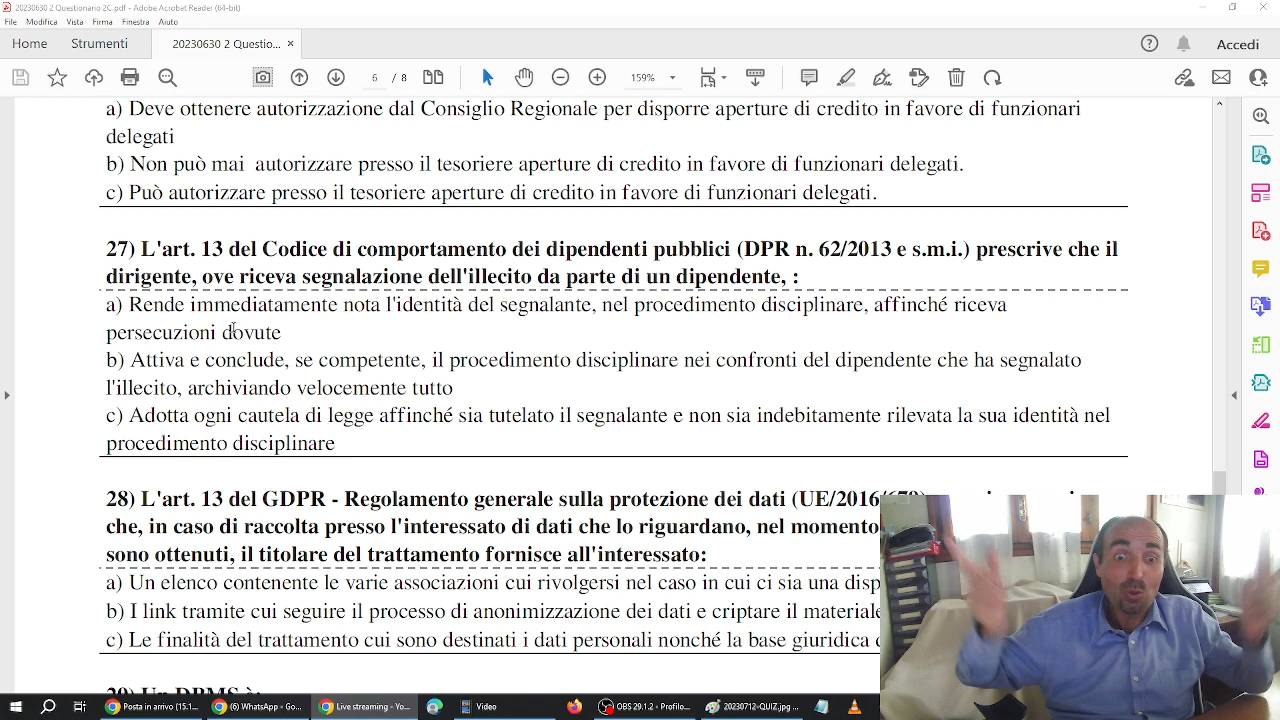 20230630 2 Questionario 2C.pdf - Adobe Acrobat Reader (64-bit)
File Modifica Vista Firma Finestra Aiuto
Home Strumenti 20230630 2 Questio... × Accedi
6 / 8 159%
a) Deve ottenere autorizzazione dal Consiglio Regionale per disporre aperture di credito in favore di funzionari
delegati
b) Non può mai autorizzare presso il tesoriere aperture di credito in favore di funzionari delegati.
c) Può autorizzare presso il tesoriere aperture di credito in favore di funzionari delegati.
27) L'art. 13 del Codice di comportamento dei dipendenti pubblici (DPR n. 62/2013 e s.m.i.) prescrive che il
dirigente, ove riceva segnalazione dell'illecito da parte di un dipendente, :
a) Rende immediatamente nota l'identità del segnalante, nel procedimento disciplinare, affinché riceva
persecuzioni dovute
b) Attiva e conclude, se competente, il procedimento disciplinare nei confronti del dipendente che ha segnalato
l'illecito, archiviando velocemente tutto
c) Adotta ogni cautela di legge affinché sia tutelato il segnalante e non sia indebitamente rilevata la sua identità nel
procedimento disciplinare
28) L'art. 13 del GDPR - Regolamento generale sulla protezione dei dati (UE/2016/679)
che, in caso di raccolta presso l'interessato di dati che lo riguardano, nel momento
sono ottenuti, il titolare del trattamento fornisce all'interessato:
a) Un elenco contenente le varie associazioni cui rivolgersi nel caso in cui ci sia una disp
b) I link tramite cui seguire il processo di anonimizzazione dei dati e criptare il materiale
c) Le finalità del trattamento cui sono destinati i dati personali nonché la base giuridica
29) Un DBMS è:
Posta in arrivo (15.1... (6) WhatsApp - Go... Live streaming - Yo... Video OBS 29.1.2 - Profilo... 20230712-QUIZ.jpg ...